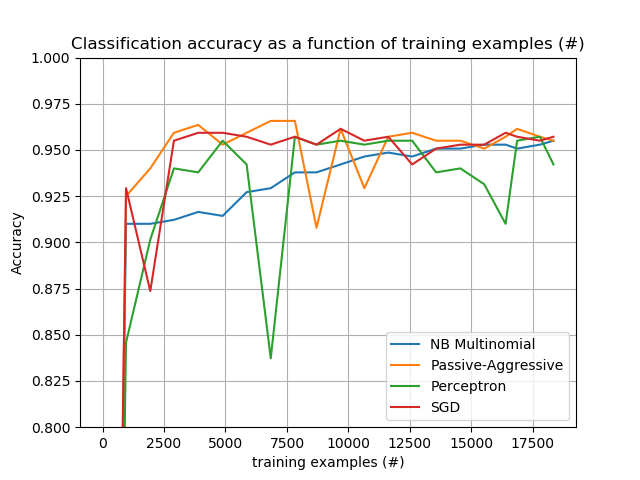 Classification accuracy as a function of training examples (#)
1.000
0.975
0.950
0.925
0.900
0.875
0.850
0.825
0.800
Accuracy
NB Multinomial
Passive-Aggressive
Perceptron
SGD
0 2500 5000 7500 10000 12500 15000 17500
training examples (#)